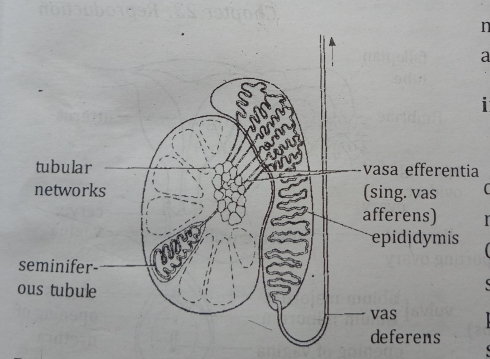 tubular
networks
seminifer-
ous tubule
vasa efferentia
(sing. vas
afferens)
epididymis
vas
deferens